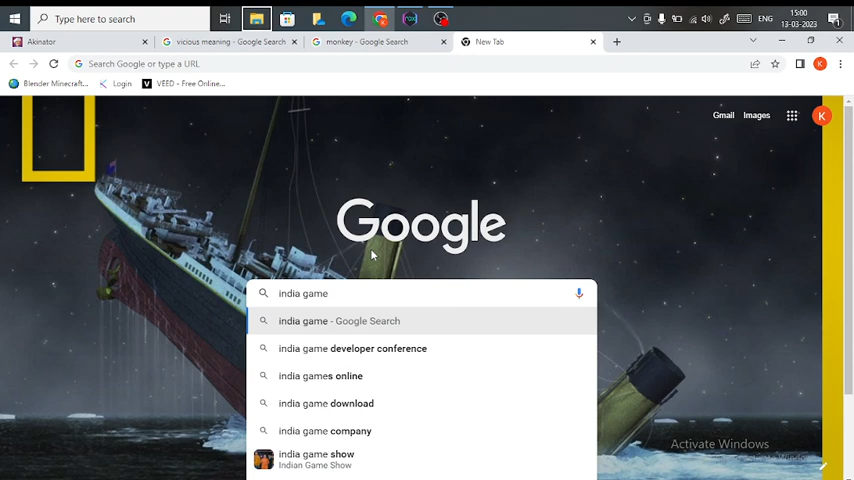 Type here to search
ENG
15:00
13-03-2023
1
Akinator
vicious meaning - Google Search
monkey - Google Search
New Tab
Search Google or type a URL
K
Blender Minecraft...
Login
V VEED - Free Online...
Gmail
Images
K
Google
india game
india game - Google Search
india game developer conference
india games online
india game download
india game company
india game show
Indian Game Show
Activate Windows